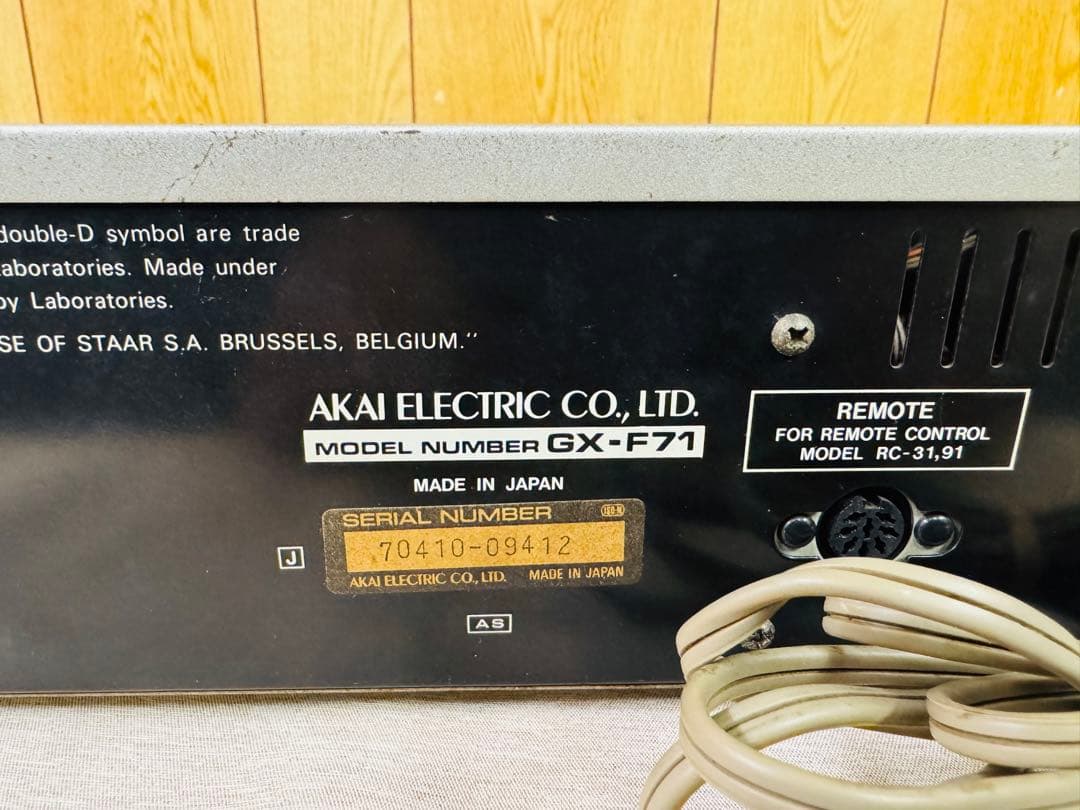 double-D symbol are trade
aboratories. Made under
by Laboratories.
SE OF STAAR S.A. BRUSSELS, BELGIUM."
AKAI ELECTRIC CO., LTD.
MODEL NUMBER GX-F71
MADE IN JAPAN
SERIAL NUMBER
70410-09412
AKAI ELECTRIC CO., LTD. MADE IN JAPAN
J
AS
REMOTE
FOR REMOTE CONTROL
MODEL RC-31,91